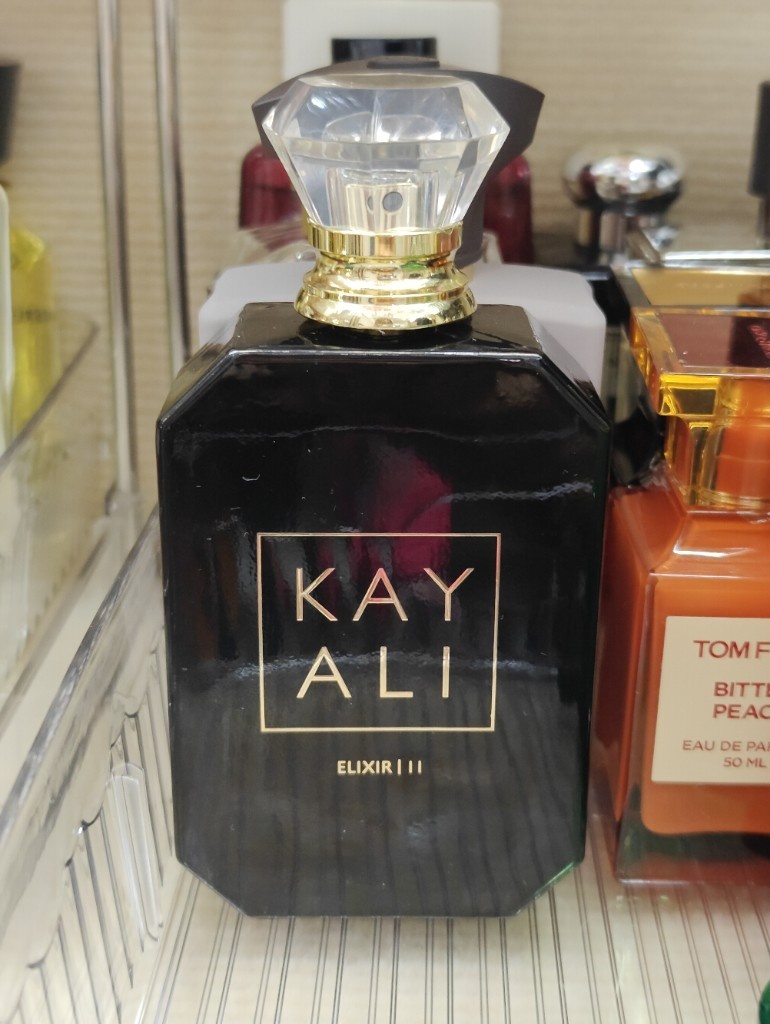 KAY
ALI
ELIXIR | 11
TOM F
BITTE
PEAC
EAU DE PAR
50 ML